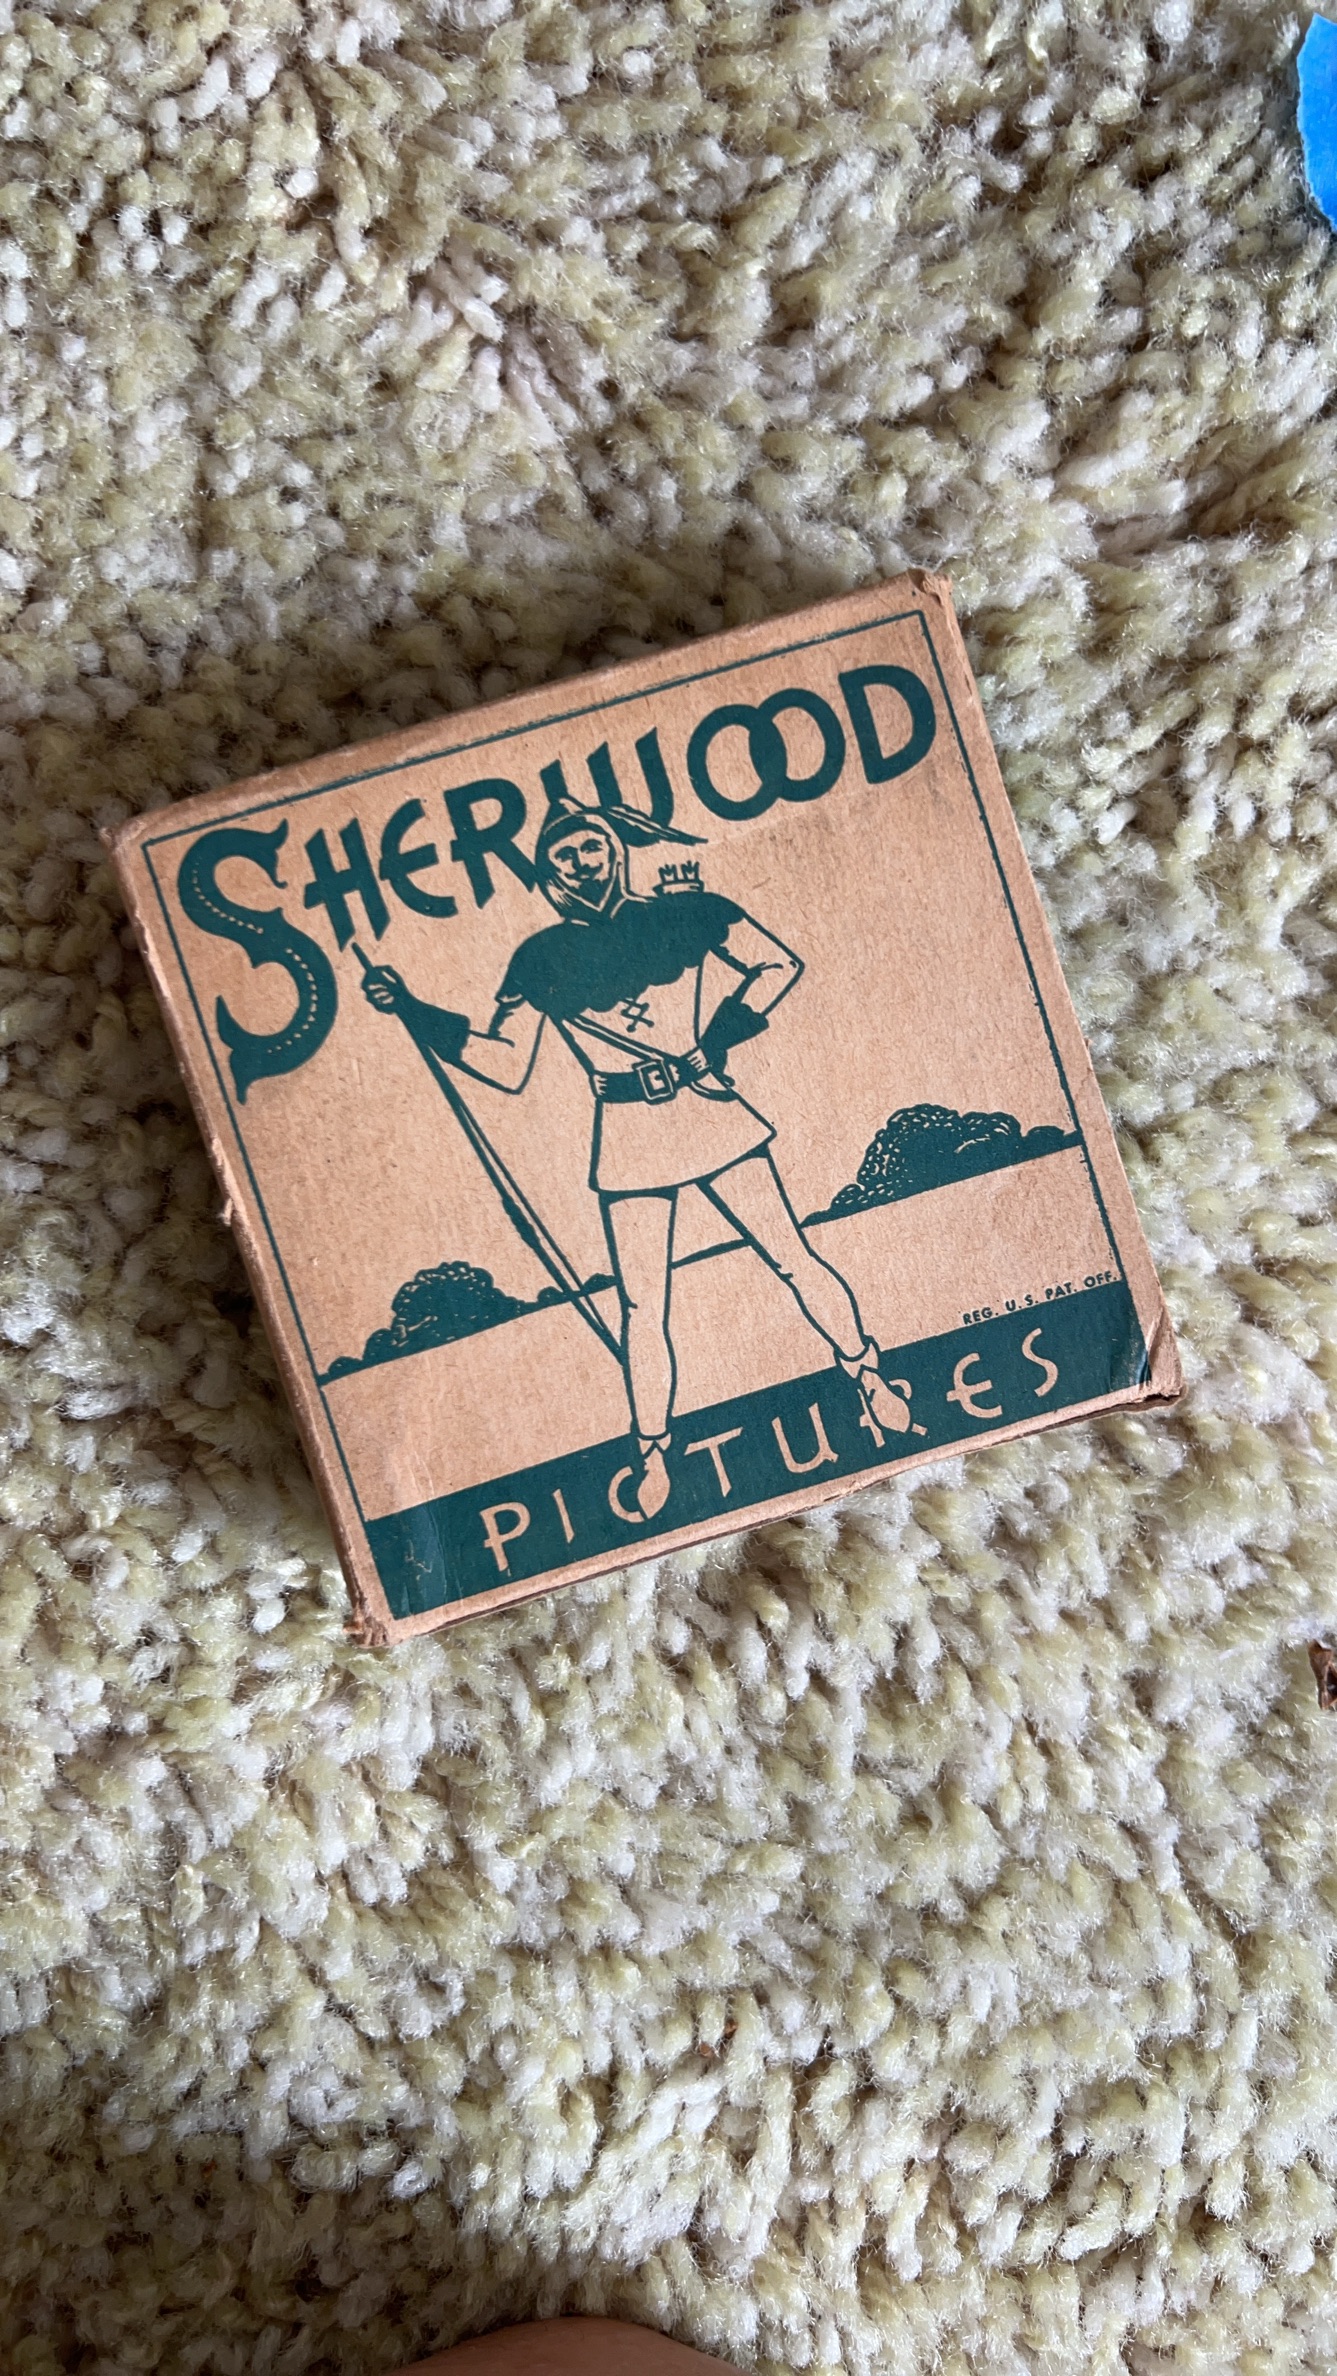 SHERWOOD
REG. U.S. PAT. OFF.
PICTURES